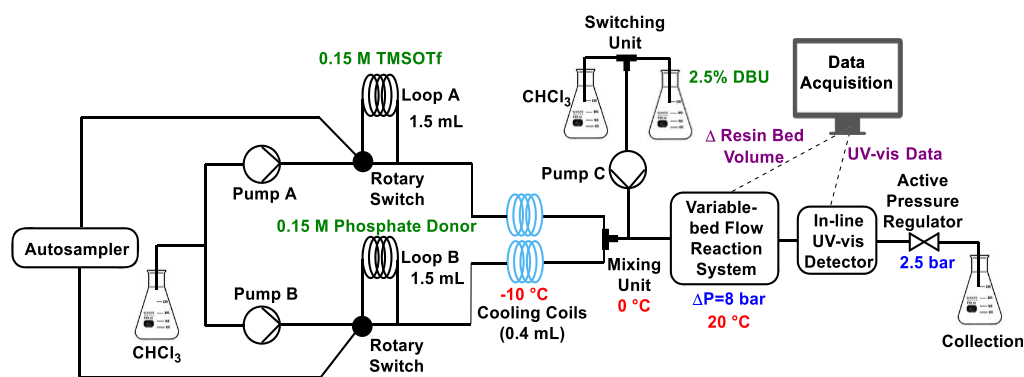 Switching
Unit
0.15 M TMSOTf
Loop A
1.5 mL
CHCl3
2.5% DBU
Data
Acquisition
Δ Resin Bed
Volume
UV-vis Data
Pump A
Rotary
Switch
Pump C
Active
Pressure
Regulator
2.5 bar
0.15 M Phosphate Donor
Loop B
1.5 mL
Autosampler
Variable-
bed Flow
Reaction
System
In-line
UV-vis
Detector
Mixing
Unit
0 °C
-10 °C
Cooling Coils
(0.4 mL)
ΔP=8 bar
20 °C
Pump B
CHCl3
Rotary
Switch
Collection